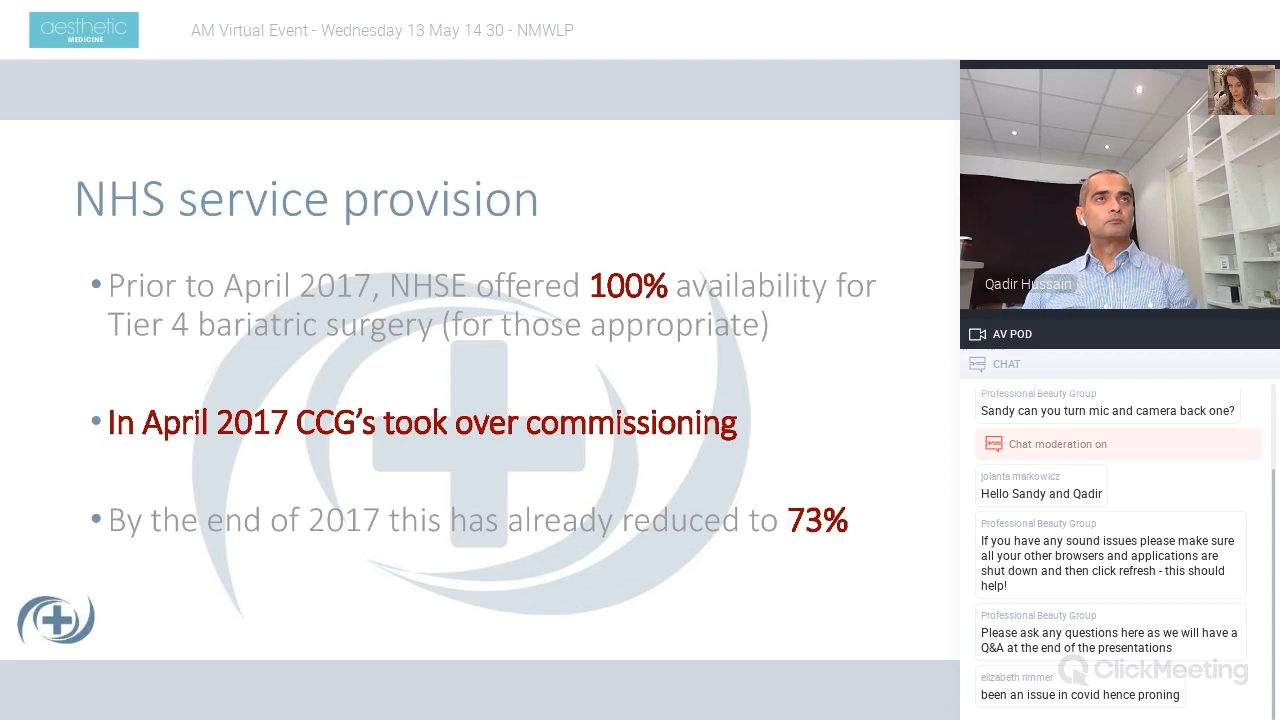 aesthetic
MEDICINE
AM Virtual Event - Wednesday 13 May 14.30 - NMWLP
NHS service provision
• Prior to April 2017, NHSE offered 100% availability for
Tier 4 bariatric surgery (for those appropriate)
• In April 2017 CCG’s took over commissioning
• By the end of 2017 this has already reduced to 73%
Qadir Hussain
AV POD
CHAT
Professional Beauty Group
Sandy can you turn mic and camera back one?
Chat moderation on
jolanta markowicz
Hello Sandy and Qadir
Professional Beauty Group
If you have any sound issues please make sure
all your other browsers and applications are
shut down and then click refresh - this should
help!
Professional Beauty Group
Please ask any questions here as we will have a
Q&A at the end of the presentations
elizabeth rimmer
been an issue in covid hence proning
ClickMeeting